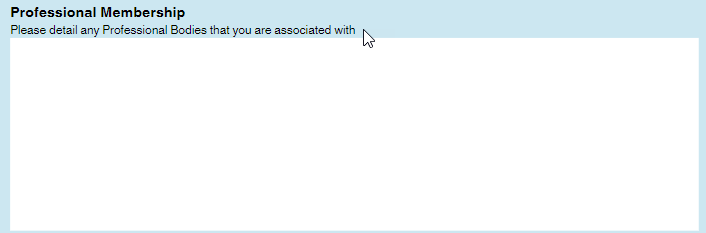 Professional Membership
Please detail any Professional Bodies that you are associated with